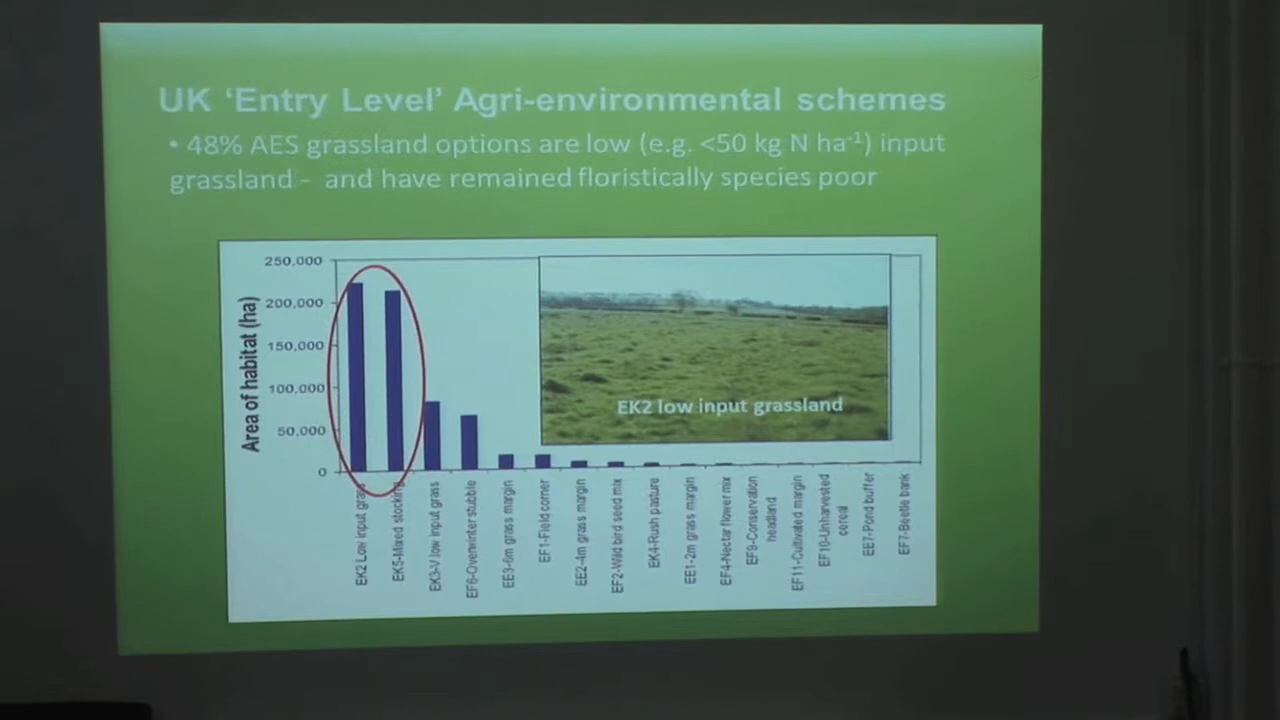 UK ‘Entry Level’ Agri-environmental schemes
• 48% AES grassland options are low (e.g. <50 kg N ha⁻¹) input
grassland - and have remained floristically species poor
Area of habitat (ha)
250,000
200,000
150,000
100,000
50,000
0
EK2 low input grassland
EK2 Low input grass
EK5-Mixed stocking
EK3-V.low input grass
EF6-Overwinter stubble
EE3-6m grass margin
EF1-Field corner
EE2-4m grass margin
EF2-Wild bird seed mix
EK4-Rush pasture
EE1-2m grass margin
EF4-Nectar flower mix
EF9-Conservation
headland
EF11-Cultivated margin
EF10-Unharvested
cereal
EE7-Pond buffer
EF7-Beetle bank